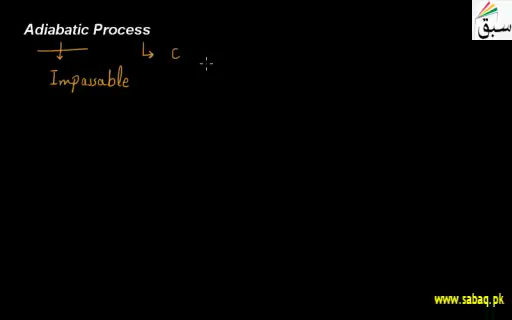 Adiabatic Process
سبق
c
Impassable
www.sabaq.pk